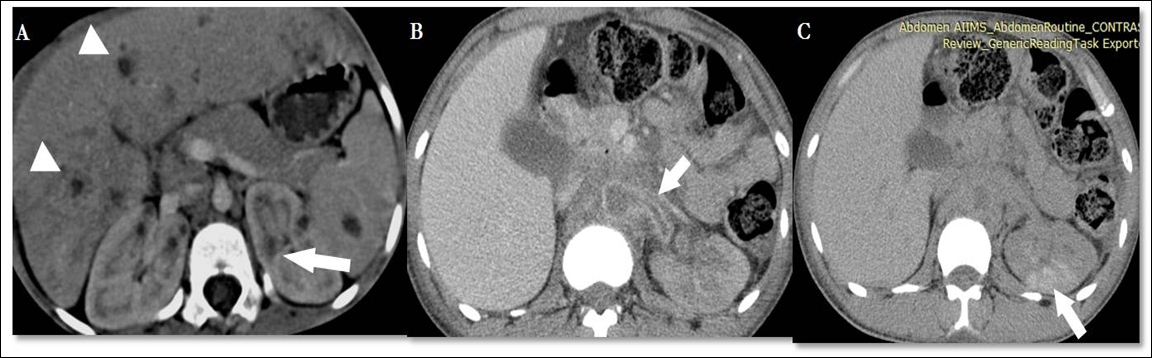 A
B
C
Abdomen AIIMS_AbdomenRoutine_CONTRAS
Review_GenericReadingTask Export